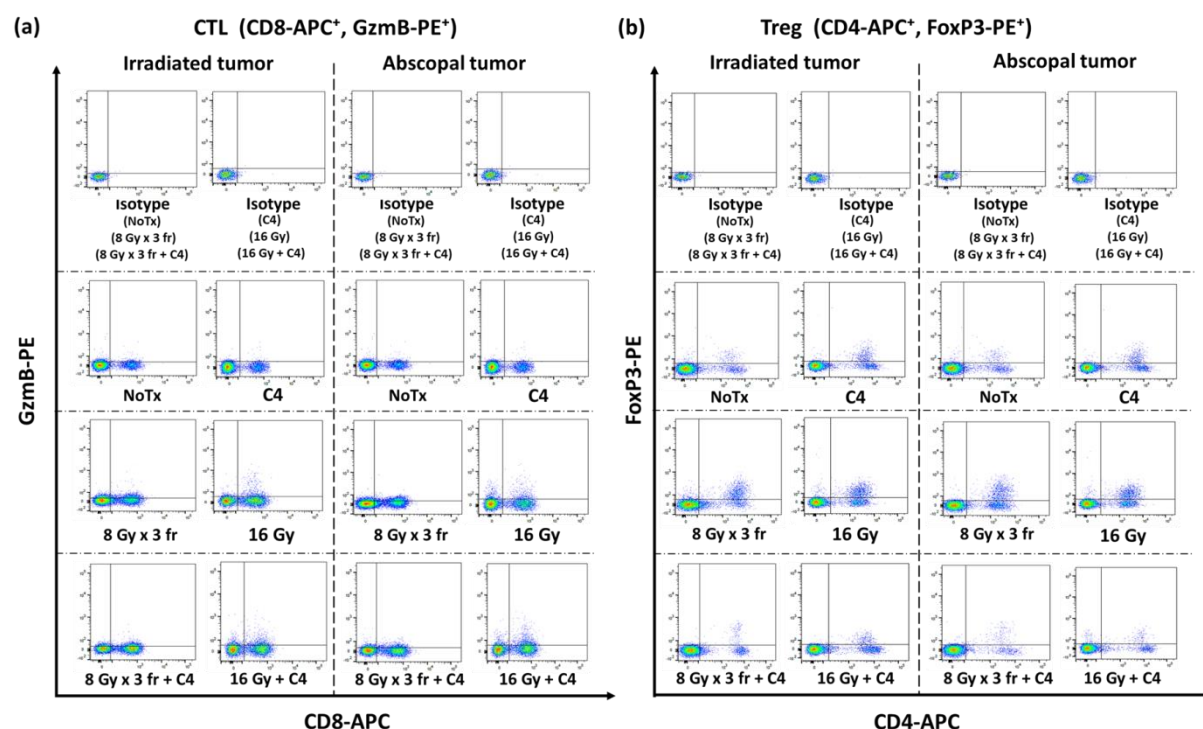 (a) CTL (CD8-APC⁺, GzmB-PE⁺)
Irradiated tumor Abscopal tumor
Isotype Isotype Isotype Isotype
(NoTx) (C4) (NoTx) (C4)
(8 Gy x 3 fr) (16 Gy) (8 Gy x 3 fr) (16 Gy)
(8 Gy x 3 fr + C4) (16 Gy + C4) (8 Gy x 3 fr + C4) (16 Gy + C4)
NoTx C4 NoTx C4
8 Gy x 3 fr 16 Gy 8 Gy x 3 fr 16 Gy
8 Gy x 3 fr + C4 16 Gy + C4 8 Gy x 3 fr + C4 16 Gy + C4
GzmB-PE
CD8-APC
(b) Treg (CD4-APC⁺, FoxP3-PE⁺)
Irradiated tumor Abscopal tumor
Isotype Isotype Isotype Isotype
(NoTx) (C4) (NoTx) (C4)
(8 Gy x 3 fr) (16 Gy) (8 Gy x 3 fr) (16 Gy)
(8 Gy x 3 fr + C4) (16 Gy + C4) (8 Gy x 3 fr + C4) (16 Gy + C4)
NoTx C4 NoTx C4
8 Gy x 3 fr 16 Gy 8 Gy x 3 fr 16 Gy
8 Gy x 3 fr + C4 16 Gy + C4 8 Gy x 3 fr + C4 16 Gy + C4
FoxP3-PE
CD4-APC